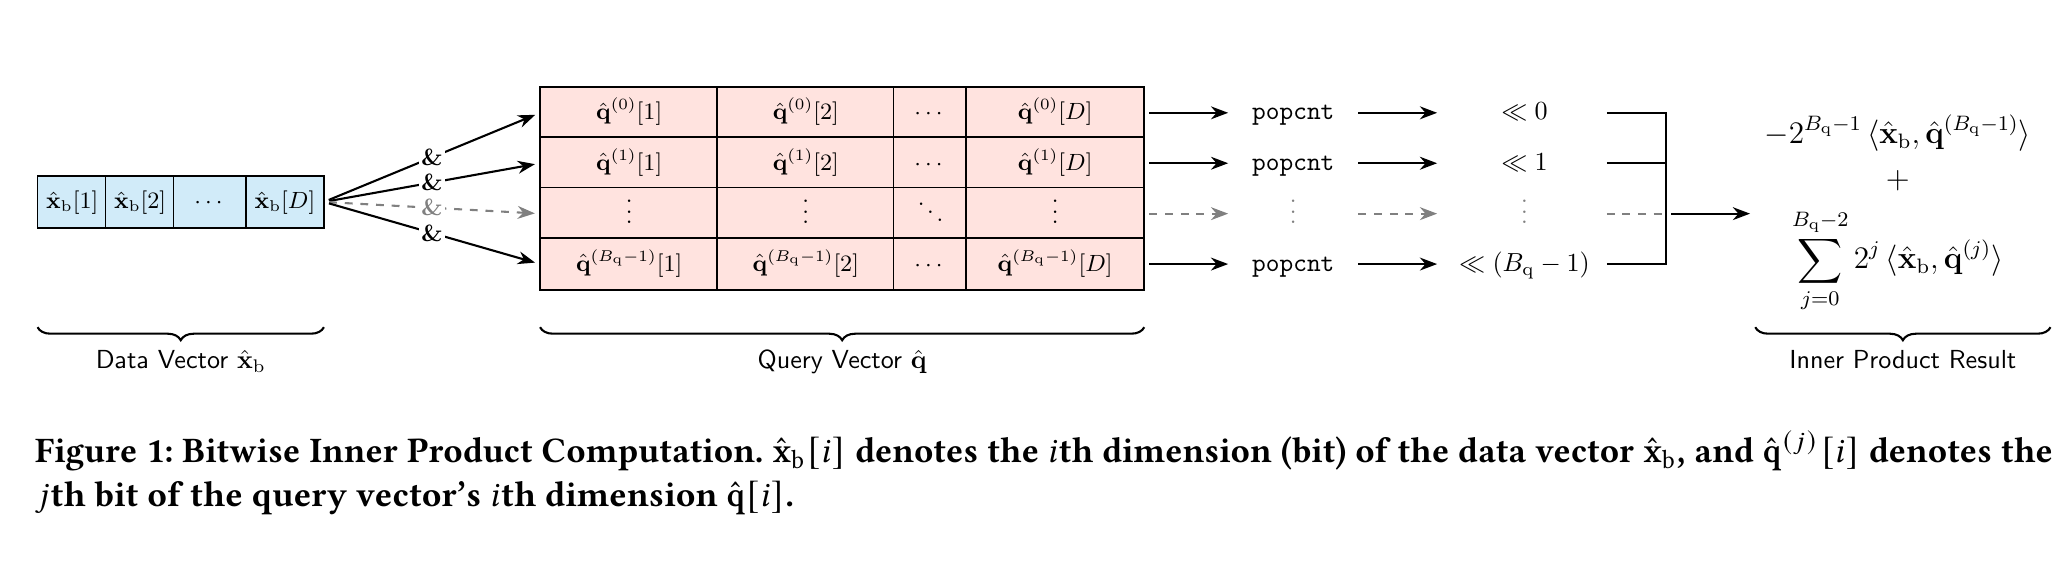 x̂_b[1] x̂_b[2] ⋯ x̂_b[D]
&
&
&
&
q̂^(0)[1] q̂^(0)[2] ⋯ q̂^(0)[D] popcnt ≪ 0
q̂^(1)[1] q̂^(1)[2] ⋯ q̂^(1)[D] popcnt ≪ 1
⋮ ⋮ ⋱ ⋮ ⋮ ⋮
q̂^(B_q−1)[1] q̂^(B_q−1)[2] ⋯ q̂^(B_q−1)[D] popcnt ≪ (B_q − 1)
−2^{B_q−1} ⟨x̂_b, q̂^(B_q−1)⟩
+
∑_{j=0}^{B_q−2} 2^j ⟨x̂_b, q̂^(j)⟩
Data Vector x̂_b
Query Vector q̂
Inner Product Result
Figure 1: Bitwise Inner Product Computation. x̂_b[i] denotes the ith dimension (bit) of the data vector x̂_b, and q̂^(j)[i] denotes the
jth bit of the query vector's ith dimension q̂[i].